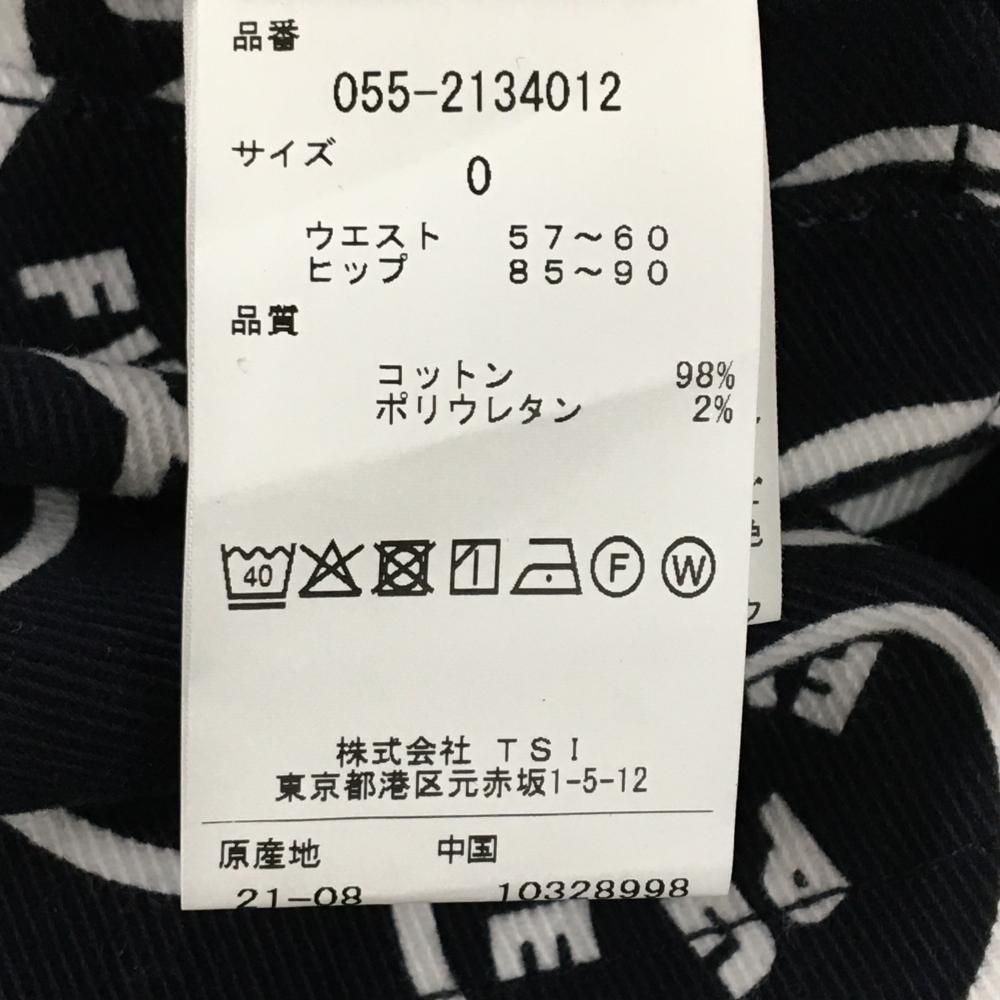 品番
055-2134012
サイズ
0
ウエスト 57～60
ヒップ 85～90
品質
コットン 98%
ポリウレタン 2%
40
F W
株式会社 TSI
東京都港区元赤坂1-5-12
原産地 中国
21-08 10328998